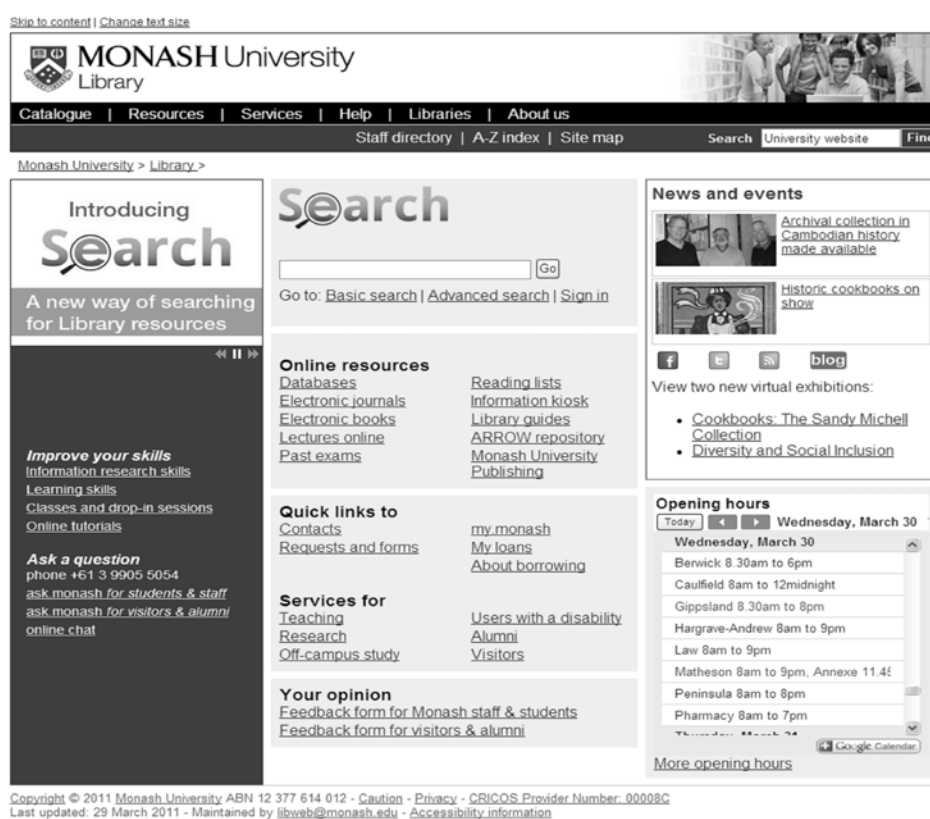 Skip to content | Change text size
MONASH University
Library
Catalogue | Resources | Services | Help | Libraries | About us
Staff directory | A-Z index | Site map
Search University website Find
Monash University > Library >
Introducing
Search
A new way of searching
for Library resources
Improve your skills
Information research skills
Learning skills
Classes and drop-in sessions
Online tutorials
Ask a question
phone +61 3 9905 5054
ask.monash for students & staff
ask.monash for visitors & alumni
online chat
Search
Go
Go to: Basic search | Advanced search | Sign in
Online resources
Databases
Electronic journals
Electronic books
Lectures online
Past exams
Reading lists
Information kiosk
Library guides
ARROW repository
Monash University
Publishing
Quick links to
Contacts
Requests and forms
my.monash
My loans
About borrowing
Services for
Teaching
Research
Off-campus study
Users with a disability
Alumni
Visitors
Your opinion
Feedback form for Monash staff & students
Feedback form for visitors & alumni
News and events
Archival collection in
Cambodian history
made available
Historic cookbooks on
show
blog
View two new virtual exhibitions:
Cookbooks: The Sandy Michell
Collection
Diversity and Social Inclusion
Opening hours
Today Wednesday, March 30
Wednesday, March 30
Berwick 8.30am to 6pm
Caulfield 8am to 12midnight
Gippsland 8.30am to 8pm
Hargrave-Andrew 8am to 9pm
Law 8am to 9pm
Matheson 8am to 9pm, Annexe 11.45
Peninsula 8am to 8pm
Pharmacy 8am to 7pm
Thursday, March 31
Google Calendar
More opening hours
Copyright © 2011 Monash University ABN 12 377 614 012 - Caution - Privacy - CRICOS Provider Number: 00008C
Last updated: 29 March 2011 - Maintained by libweb@monash.edu - Accessibility information